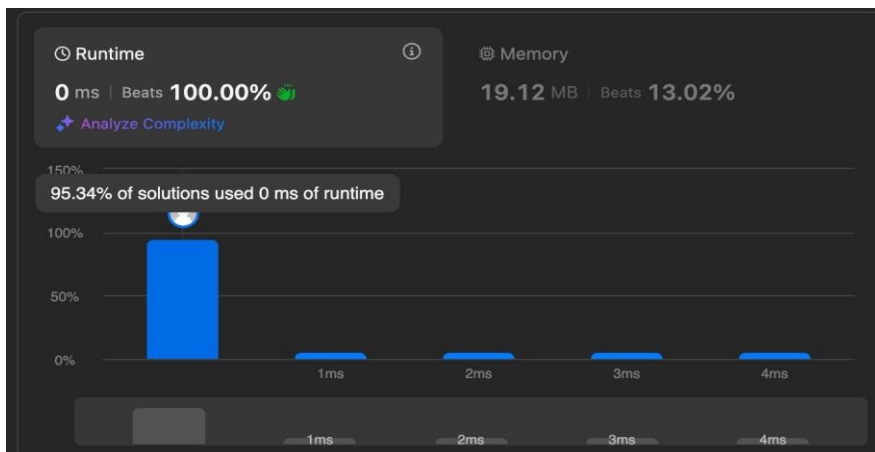 Runtime
0 ms | Beats 100.00%
Analyze Complexity
Memory
19.12 MB | Beats 13.02%
150%
95.34% of solutions used 0 ms of runtime
100%
50%
0%
1ms 2ms 3ms 4ms
1ms 2ms 3ms 4ms